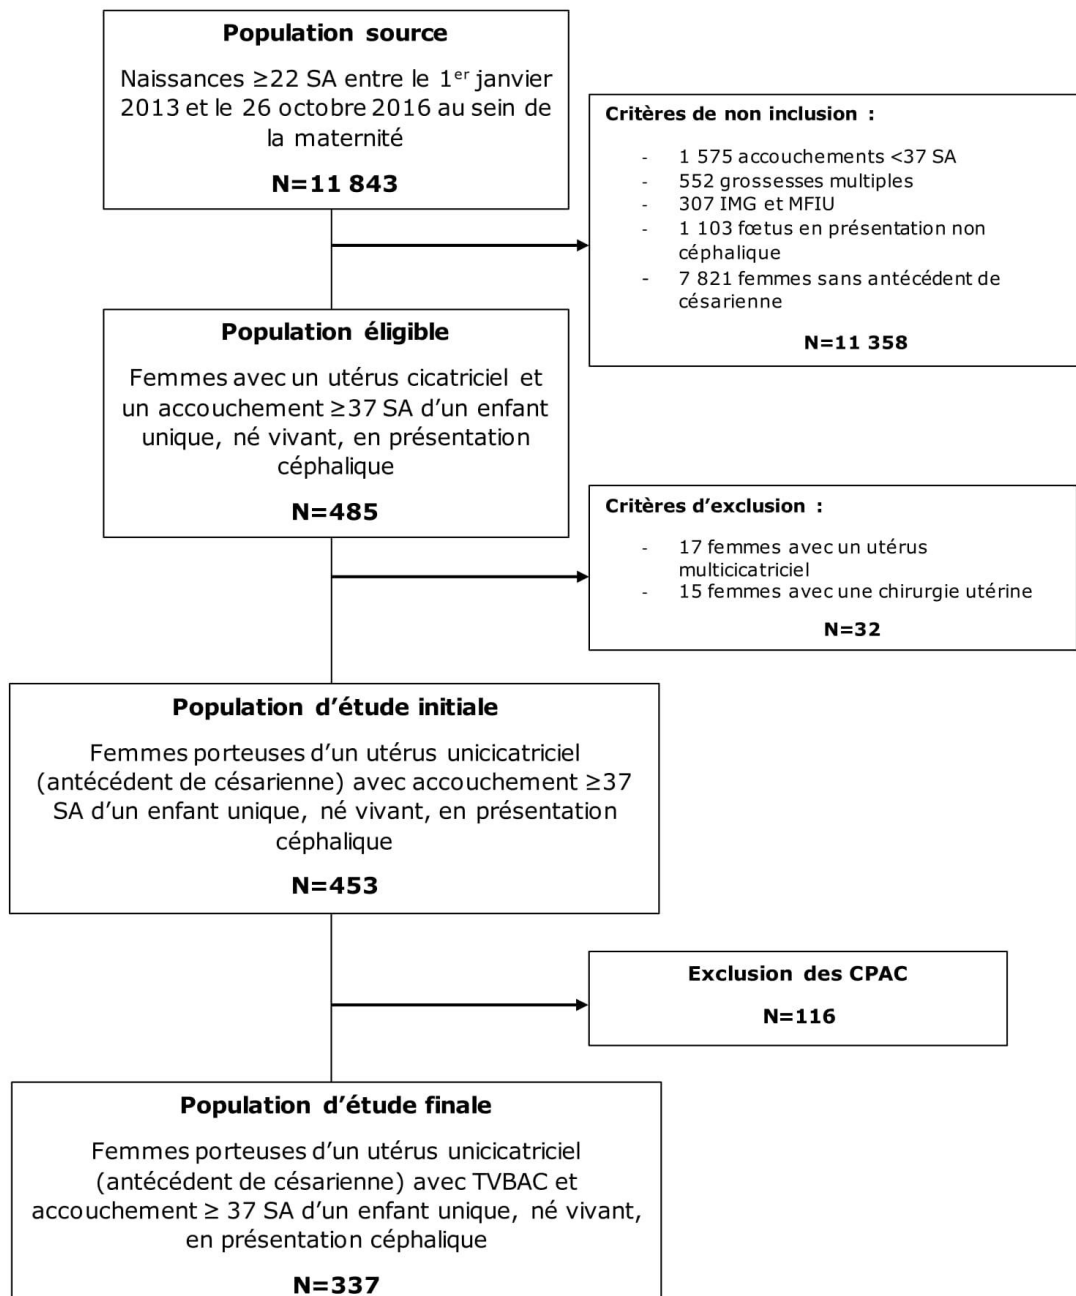 Population source
Naissances ≥22 SA entre le 1er janvier
2013 et le 26 octobre 2016 au sein de
la maternité
N=11 843
Critères de non inclusion :
- 1 575 accouchements <37 SA
- 552 grossesses multiples
- 307 IMG et MFIU
- 1 103 fœtus en présentation non
céphalique
- 7 821 femmes sans antécédent de
césarienne
N=11 358
Population éligible
Femmes avec un utérus cicatriciel et
un accouchement ≥37 SA d’un enfant
unique, né vivant, en présentation
céphalique
N=485
Critères d’exclusion :
- 17 femmes avec un utérus
multicicatriciel
- 15 femmes avec une chirurgie utérine
N=32
Population d’étude initiale
Femmes porteuses d’un utérus unicicatriciel
(antécédent de césarienne) avec accouchement ≥37
SA d’un enfant unique, né vivant, en présentation
céphalique
N=453
Exclusion des CPAC
N=116
Population d’étude finale
Femmes porteuses d’un utérus unicicatriciel
(antécédent de césarienne) avec TVBAC et
accouchement ≥ 37 SA d’un enfant unique, né vivant,
en présentation céphalique
N=337